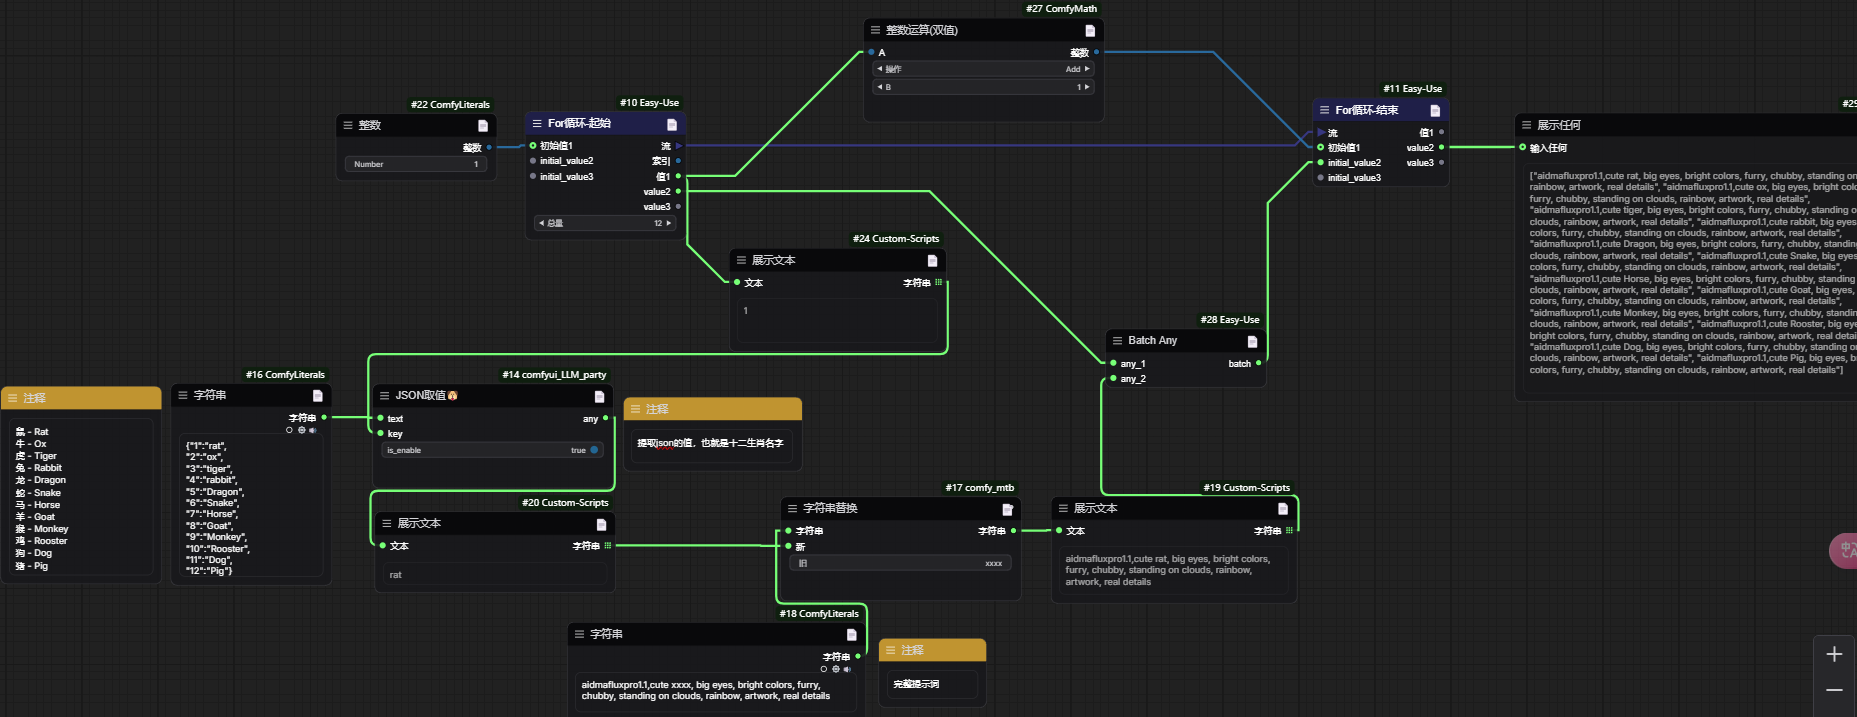 #27 ComfyMath
整数运算(双值)
A
整数
操作
Add
B
1
#22 ComfyLiterals
整数
整数
Number
1
#10 Easy-Use
For循环-起始
初始值1
流
initial_value2
索引
initial_value3
值1
value2
value3
总量
12
#11 Easy-Use
For循环-结束
流
值1
初始值1
value2
initial_value2
value3
initial_value3
#29
展示任何
输入任何
["aidmafluxpro1.1,cute rat, big eyes, bright colors, furry, chubby, standing on
rainbow, artwork, real details", "aidmafluxpro1.1,cute ox, big eyes, bright colo
furry, chubby, standing on clouds, rainbow, artwork, real details",
"aidmafluxpro1.1,cute tiger, big eyes, bright colors, furry, chubby, standing o
clouds, rainbow, artwork, real details", "aidmafluxpro1.1,cute rabbit, big eyes
colors, furry, chubby, standing on clouds, rainbow, artwork, real details",
"aidmafluxpro1.1,cute Dragon, big eyes, bright colors, furry, chubby, standin
clouds, rainbow, artwork, real details", "aidmafluxpro1.1,cute Snake, big eyes
colors, furry, chubby, standing on clouds, rainbow, artwork, real details",
"aidmafluxpro1.1,cute Horse, big eyes, bright colors, furry, chubby, standing
clouds, rainbow, artwork, real details", "aidmafluxpro1.1,cute Goat, big eyes,
colors, furry, chubby, standing on clouds, rainbow, artwork, real details",
"aidmafluxpro1.1,cute Monkey, big eyes, bright colors, furry, chubby, standing
clouds, rainbow, artwork, real details", "aidmafluxpro1.1,cute Rooster, big eye
bright colors, furry, chubby, standing on clouds, rainbow, artwork, real details",
"aidmafluxpro1.1,cute Dog, big eyes, bright colors, furry, chubby, standing o
clouds, rainbow, artwork, real details", "aidmafluxpro1.1,cute Pig, big eyes, b
colors, furry, chubby, standing on clouds, rainbow, artwork, real details"]
#24 Custom-Scripts
展示文本
文本
字符串
1
#28 Easy-Use
Batch Any
any_1
batch
any_2
注释
鼠 - Rat
牛 - Ox
虎 - Tiger
兔 - Rabbit
龙 - Dragon
蛇 - Snake
马 - Horse
羊 - Goat
猴 - Monkey
鸡 - Rooster
狗 - Dog
猪 - Pig
#16 ComfyLiterals
字符串
字符串
{"1":"rat",
"2":"ox",
"3":"tiger",
"4":"rabbit",
"5":"Dragon",
"6":"Snake",
"7":"Horse",
"8":"Goat",
"9":"Monkey",
"10":"Rooster",
"11":"Dog",
"12":"Pig"}
#14 comfyui_LLM_party
JSON取值
text
any
key
is_enable
true
注释
提取json的值，也就是十二生肖名字
#20 Custom-Scripts
展示文本
文本
字符串
rat
#17 comfy_mtb
字符串替换
字符串
字符串
新
旧
xxxx
#19 Custom-Scripts
展示文本
文本
字符串
aidmafluxpro1.1,cute rat, big eyes, bright colors,
furry, chubby, standing on clouds, rainbow,
artwork, real details
#18 ComfyLiterals
字符串
字符串
aidmafluxpro1.1,cute xxxx, big eyes, bright colors, furry,
chubby, standing on clouds, rainbow, artwork, real details
注释
完整提示词